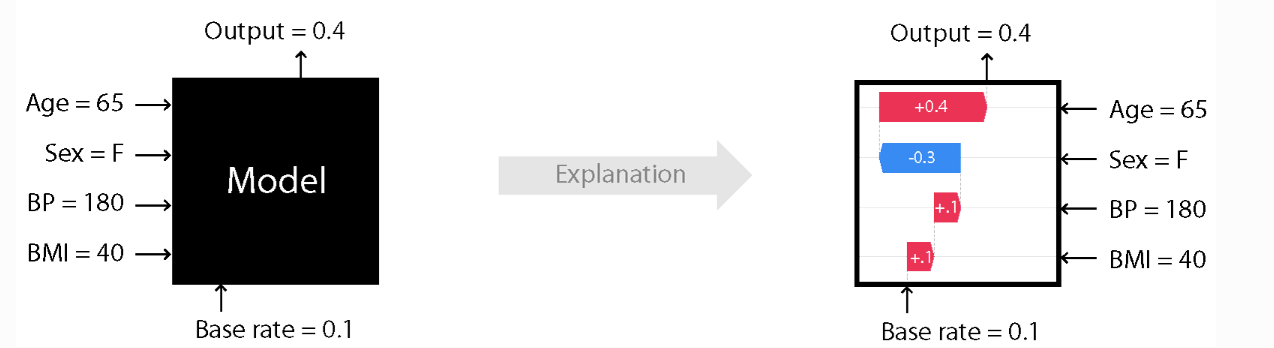 Output = 0.4
Age = 65
Sex = F
BP = 180
BMI = 40
Model
Base rate = 0.1
Explanation
Output = 0.4
+0.4
Age = 65
-0.3
Sex = F
+.1
BP = 180
+.1
BMI = 40
Base rate = 0.1